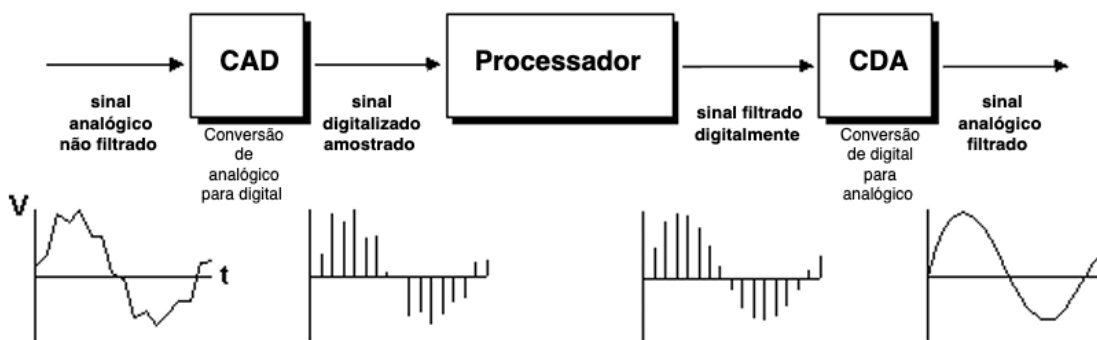 CAD
Processador
CDA
sinal
analógico
não filtrado
Conversão
de
analógico
para digital
sinal
digitalizado
amostrado
sinal filtrado
digitalmente
Conversão
de digital
para
analógico
sinal
analógico
filtrado
V
t